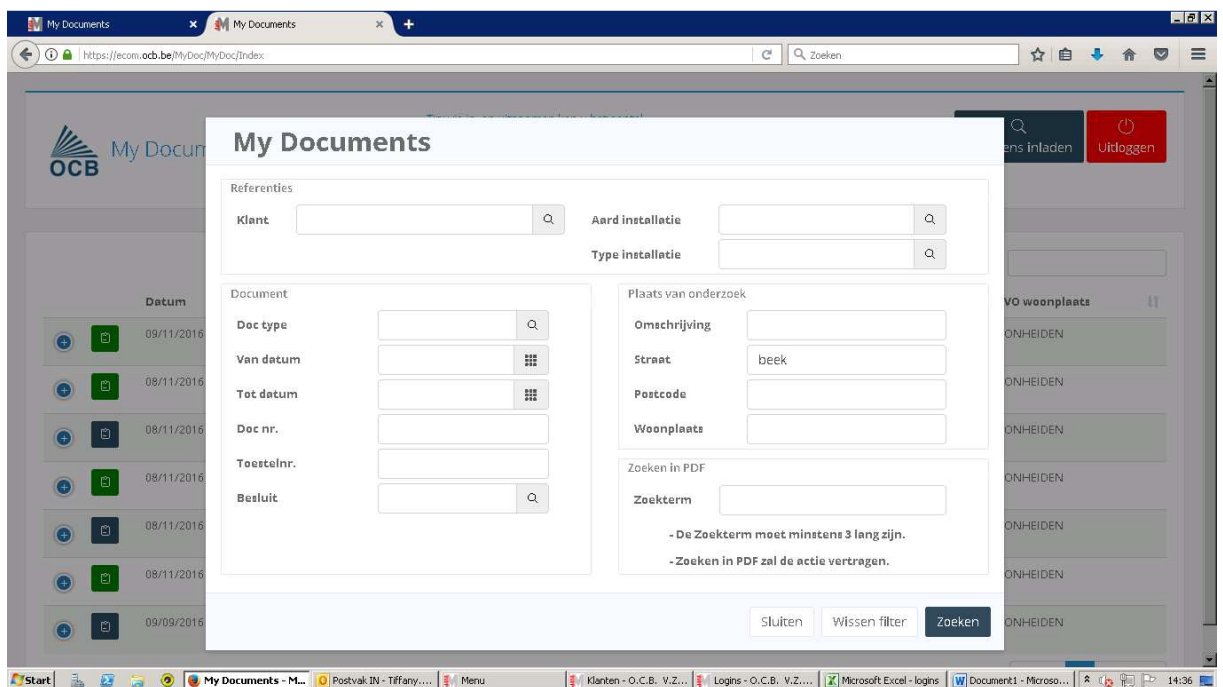 My Documents
My Documents
https://ecom.ocb.be/MyDoc/MyDoc/Index
Zoeken
OCB
My Docum
ens inladen
Uitloggen
My Documents
Referenties
Klant
Aard installatie
Type installatie
Document
Doc type
Van datum
Tot datum
Doc nr.
Toestelnr.
Besluit
Plaats van onderzoek
Omschrijving
Straat beek
Postcode
Woonplaats
Zoeken in PDF
Zoekterm
- De Zoekterm moet minstens 3 lang zijn.
- Zoeken in PDF zal de actie vertragen.
Sluiten Wissen filter Zoeken
Datum
VO woonplaats
09/11/2016 ONHEIDEN
08/11/2016 ONHEIDEN
08/11/2016 ONHEIDEN
08/11/2016 ONHEIDEN
08/11/2016 ONHEIDEN
08/11/2016 ONHEIDEN
09/09/2016 ONHEIDEN
Start
My Documents - M...
Postvak IN - Tiffany....
Menu
Klanten - O.C.B. V.Z....
Logins - O.C.B. V.Z....
Microsoft Excel - logins
Document1 - Microso...
14:36